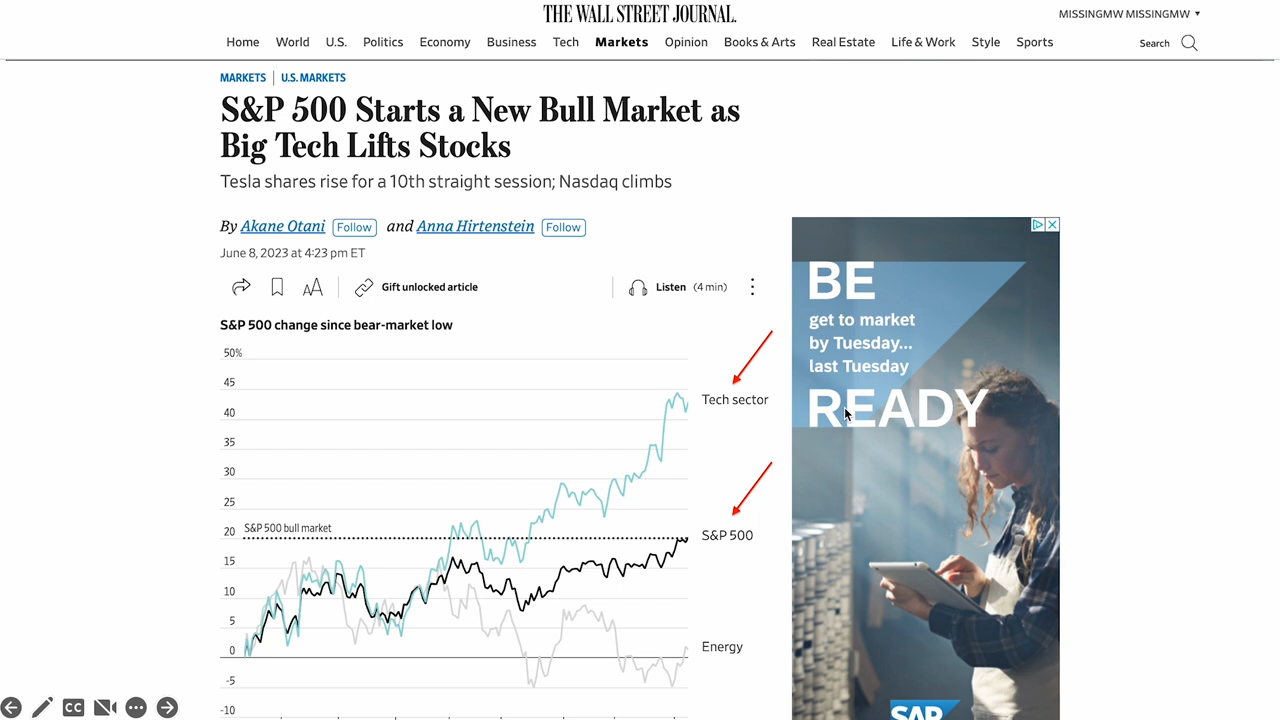 THE WALL STREET JOURNAL.
MISSINGMW MISSINGMW
Home World U.S. Politics Economy Business Tech Markets Opinion Books & Arts Real Estate Life & Work Style Sports Search
MARKETS U.S. MARKETS
S&P 500 Starts a New Bull Market as
Big Tech Lifts Stocks
Tesla shares rise for a 10th straight session; Nasdaq climbs
By Akane Otani Follow and Anna Hirtenstein Follow
June 8, 2023 at 4:23 pm ET
AA Gift unlocked article Listen (4 min)
S&P 500 change since bear-market low
50%
45
40
35
30
25
20
15
10
5
0
-5
-10
S&P 500 bull market
Tech sector
S&P 500
Energy
BE
get to market
by Tuesday...
last Tuesday
READY
SAP
CC